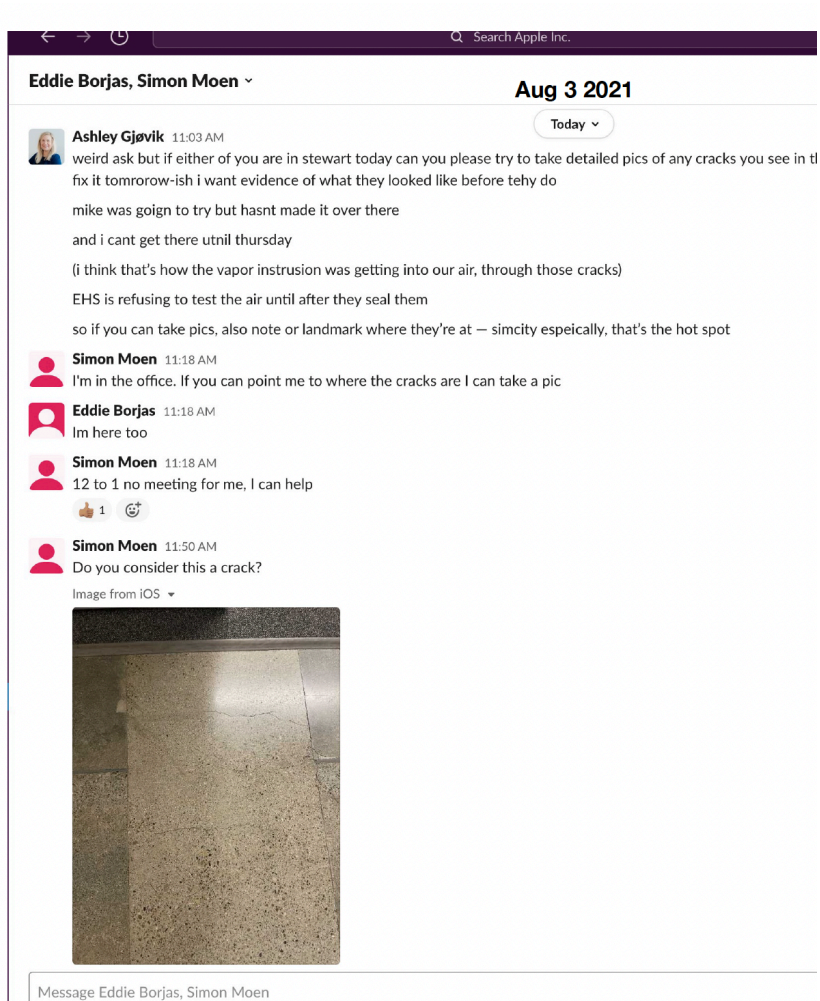 Search Apple Inc.
Eddie Borjas, Simon Moen
Aug 3 2021
Today
Ashley Gjøvik 11:03 AM
weird ask but if either of you are in stewart today can you please try to take detailed pics of any cracks you see in th
fix it tomrorow-ish i want evidence of what they looked like before tehy do
mike was goign to try but hasnt made it over there
and i cant get there utnil thursday
(i think that's how the vapor instrusion was getting into our air, through those cracks)
EHS is refusing to test the air until after they seal them
so if you can take pics, also note or landmark where they're at — simcity espeically, that's the hot spot
Simon Moen 11:18 AM
I'm in the office. If you can point me to where the cracks are I can take a pic
Eddie Borjas 11:18 AM
Im here too
Simon Moen 11:18 AM
12 to 1 no meeting for me, I can help
1
Simon Moen 11:50 AM
Do you consider this a crack?
Image from iOS
Message Eddie Borjas, Simon Moen